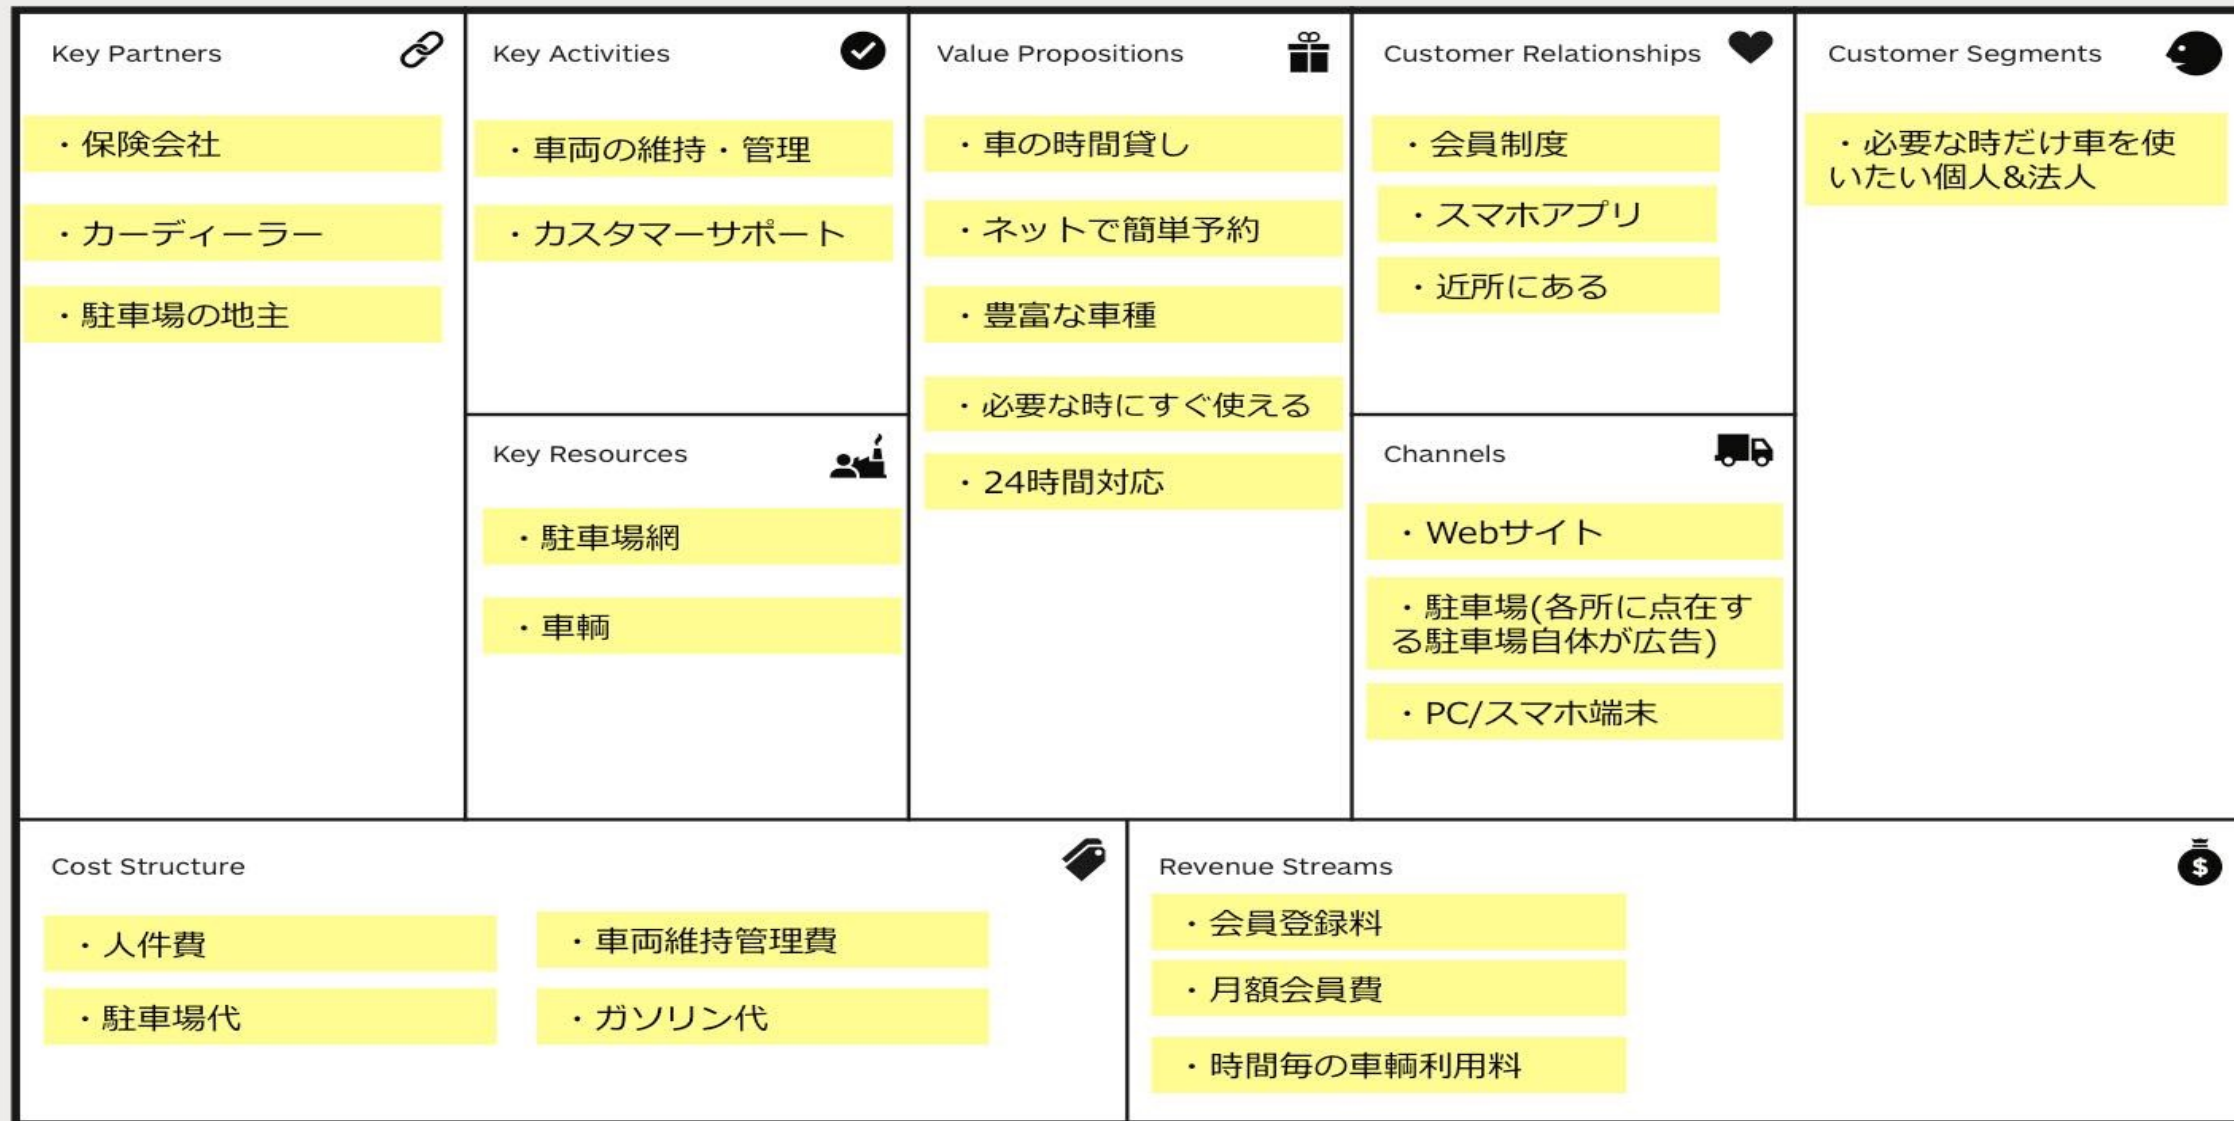 Key Partners
・保険会社
・カーディーラー
・駐車場の地主
Key Activities
・車両の維持・管理
・カスタマーサポート
Key Resources
・駐車場網
・車輌
Value Propositions
・車の時間貸し
・ネットで簡単予約
・豊富な車種
・必要な時にすぐ使える
・24時間対応
Customer Relationships
・会員制度
・スマホアプリ
・近所にある
Channels
・Webサイト
・駐車場(各所に点在す
る駐車場自体が広告)
・PC/スマホ端末
Customer Segments
・必要な時だけ車を使
いたい個人&法人
Cost Structure
・人件費
・駐車場代
・車両維持管理費
・ガソリン代
Revenue Streams
$
・会員登録料
・月額会員費
・時間毎の車輌利用料